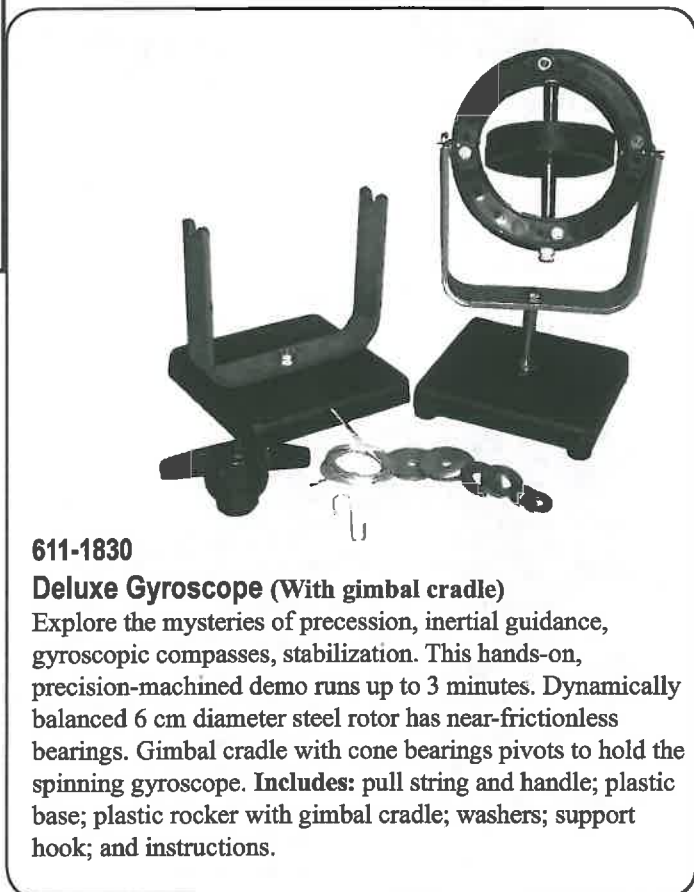 611-1830
Deluxe Gyroscope (With gimbal cradle)
Explore the mysteries of precession, inertial guidance,
gyroscopic compasses, stabilization. This hands-on,
precision-machined demo runs up to 3 minutes. Dynamically
balanced 6 cm diameter steel rotor has near-frictionless
bearings. Gimbal cradle with cone bearings pivots to hold the
spinning gyroscope. Includes: pull string and handle; plastic
base; plastic rocker with gimbal cradle; washers; support
hook; and instructions.